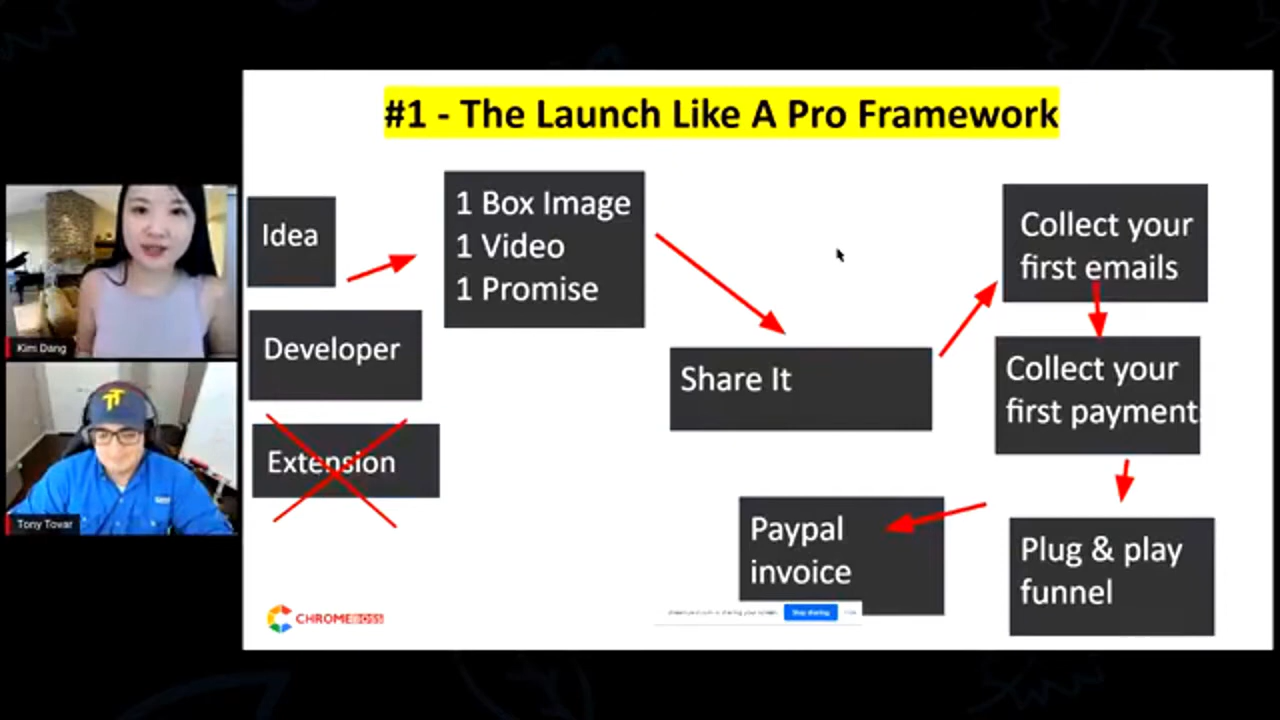 #1 - The Launch Like A Pro Framework
Idea
Developer
Extension
1 Box Image
1 Video
1 Promise
Share It
Collect your
first emails
Collect your
first payment
Plug & play
funnel
Paypal
invoice
Kim Dang
Tony Tovar
TT
CHROMEBOSS
Stop sharing